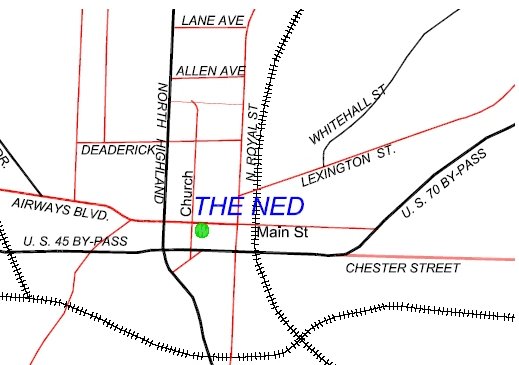 LANE AVE
ALLEN AVE
NORTH HIGHLAND
N. ROYAL ST
WHITEHALL ST
DEADERICK
LEXINGTON ST.
DR.
Church
THE NED
U. S. 70 BY-PASS
AIRWAYS BLVD.
Main St
U. S. 45 BY-PASS
CHESTER STREET